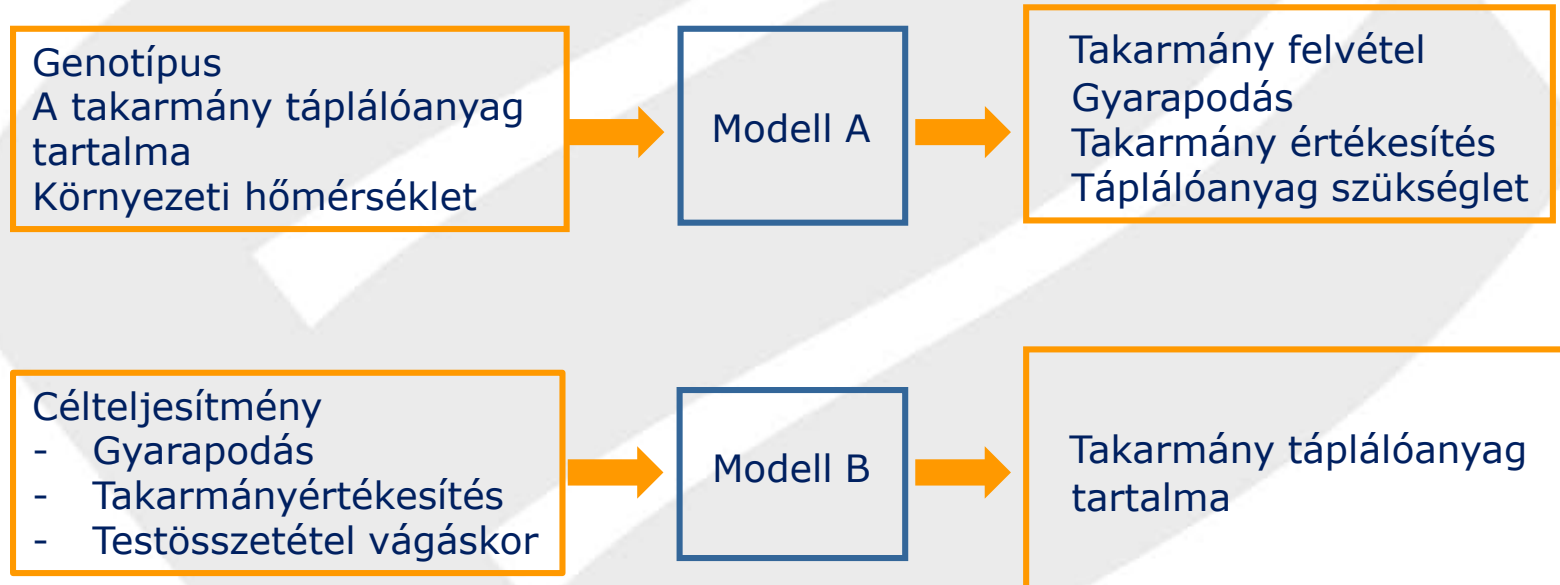 Genotípus
A takarmány táplálóanyag
tartalma
Környezeti hőmérséklet
Modell A
Takarmány felvétel
Gyarapodás
Takarmány értékesítés
Táplálóanyag szükséglet
Célteljesítmény
- Gyarapodás
- Takarmányértékesítés
- Testösszetétel vágáskor
Modell B
Takarmány táplálóanyag
tartalma